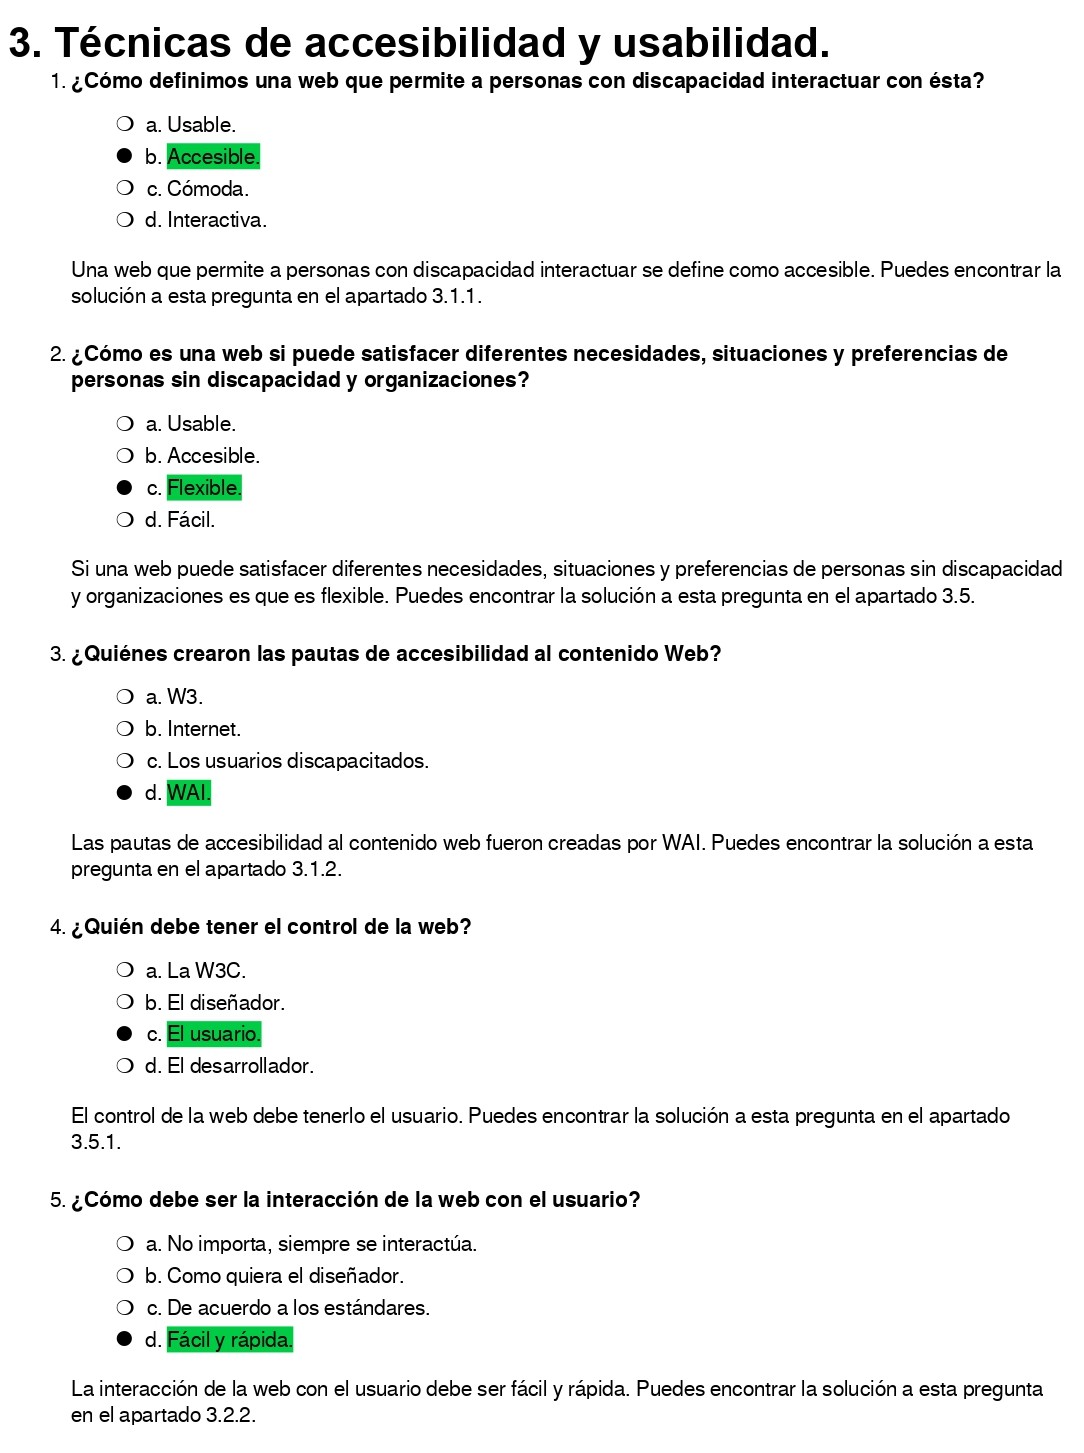 3. Técnicas de accesibilidad y usabilidad.
1. ¿Cómo definimos una web que permite a personas con discapacidad interactuar con ésta?
a. Usable.
b. Accesible.
c. Cómoda.
d. Interactiva.
Una web que permite a personas con discapacidad interactuar se define como accesible. Puedes encontrar la
solución a esta pregunta en el apartado 3.1.1.
2. ¿Cómo es una web si puede satisfacer diferentes necesidades, situaciones y preferencias de
personas sin discapacidad y organizaciones?
a. Usable.
b. Accesible.
c. Flexible.
d. Fácil.
Si una web puede satisfacer diferentes necesidades, situaciones y preferencias de personas sin discapacidad
y organizaciones es que es flexible. Puedes encontrar la solución a esta pregunta en el apartado 3.5.
3. ¿Quiénes crearon las pautas de accesibilidad al contenido Web?
a. W3.
b. Internet.
c. Los usuarios discapacitados.
d. WAI.
Las pautas de accesibilidad al contenido web fueron creadas por WAI. Puedes encontrar la solución a esta
pregunta en el apartado 3.1.2.
4. ¿Quién debe tener el control de la web?
a. La W3C.
b. El diseñador.
c. El usuario.
d. El desarrollador.
El control de la web debe tenerlo el usuario. Puedes encontrar la solución a esta pregunta en el apartado
3.5.1.
5. ¿Cómo debe ser la interacción de la web con el usuario?
a. No importa, siempre se interactúa.
b. Como quiera el diseñador.
c. De acuerdo a los estándares.
d. Fácil y rápida.
La interacción de la web con el usuario debe ser fácil y rápida. Puedes encontrar la solución a esta pregunta
en el apartado 3.2.2.